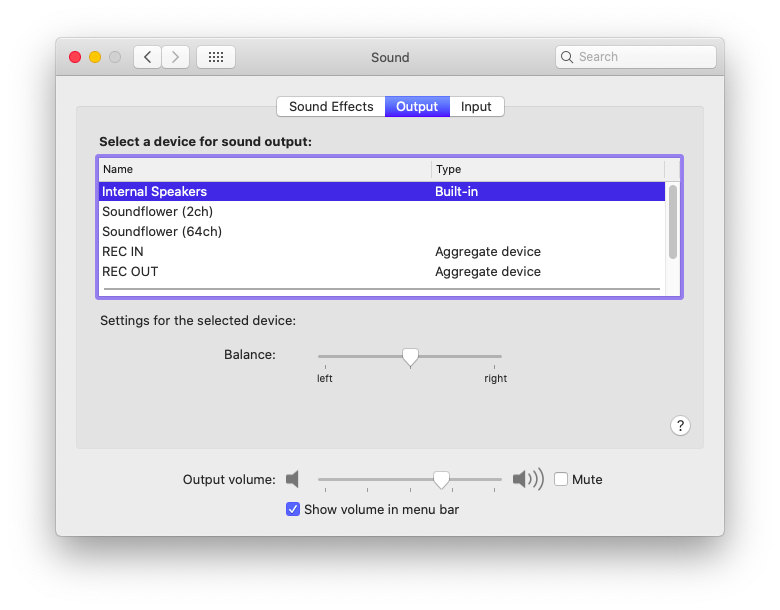 Sound
Search
Sound Effects Output Input
Select a device for sound output:
Name Type
Internal Speakers Built-in
Soundflower (2ch)
Soundflower (64ch)
REC IN Aggregate device
REC OUT Aggregate device
Settings for the selected device:
Balance:
left right
?
Output volume: Mute
Show volume in menu bar